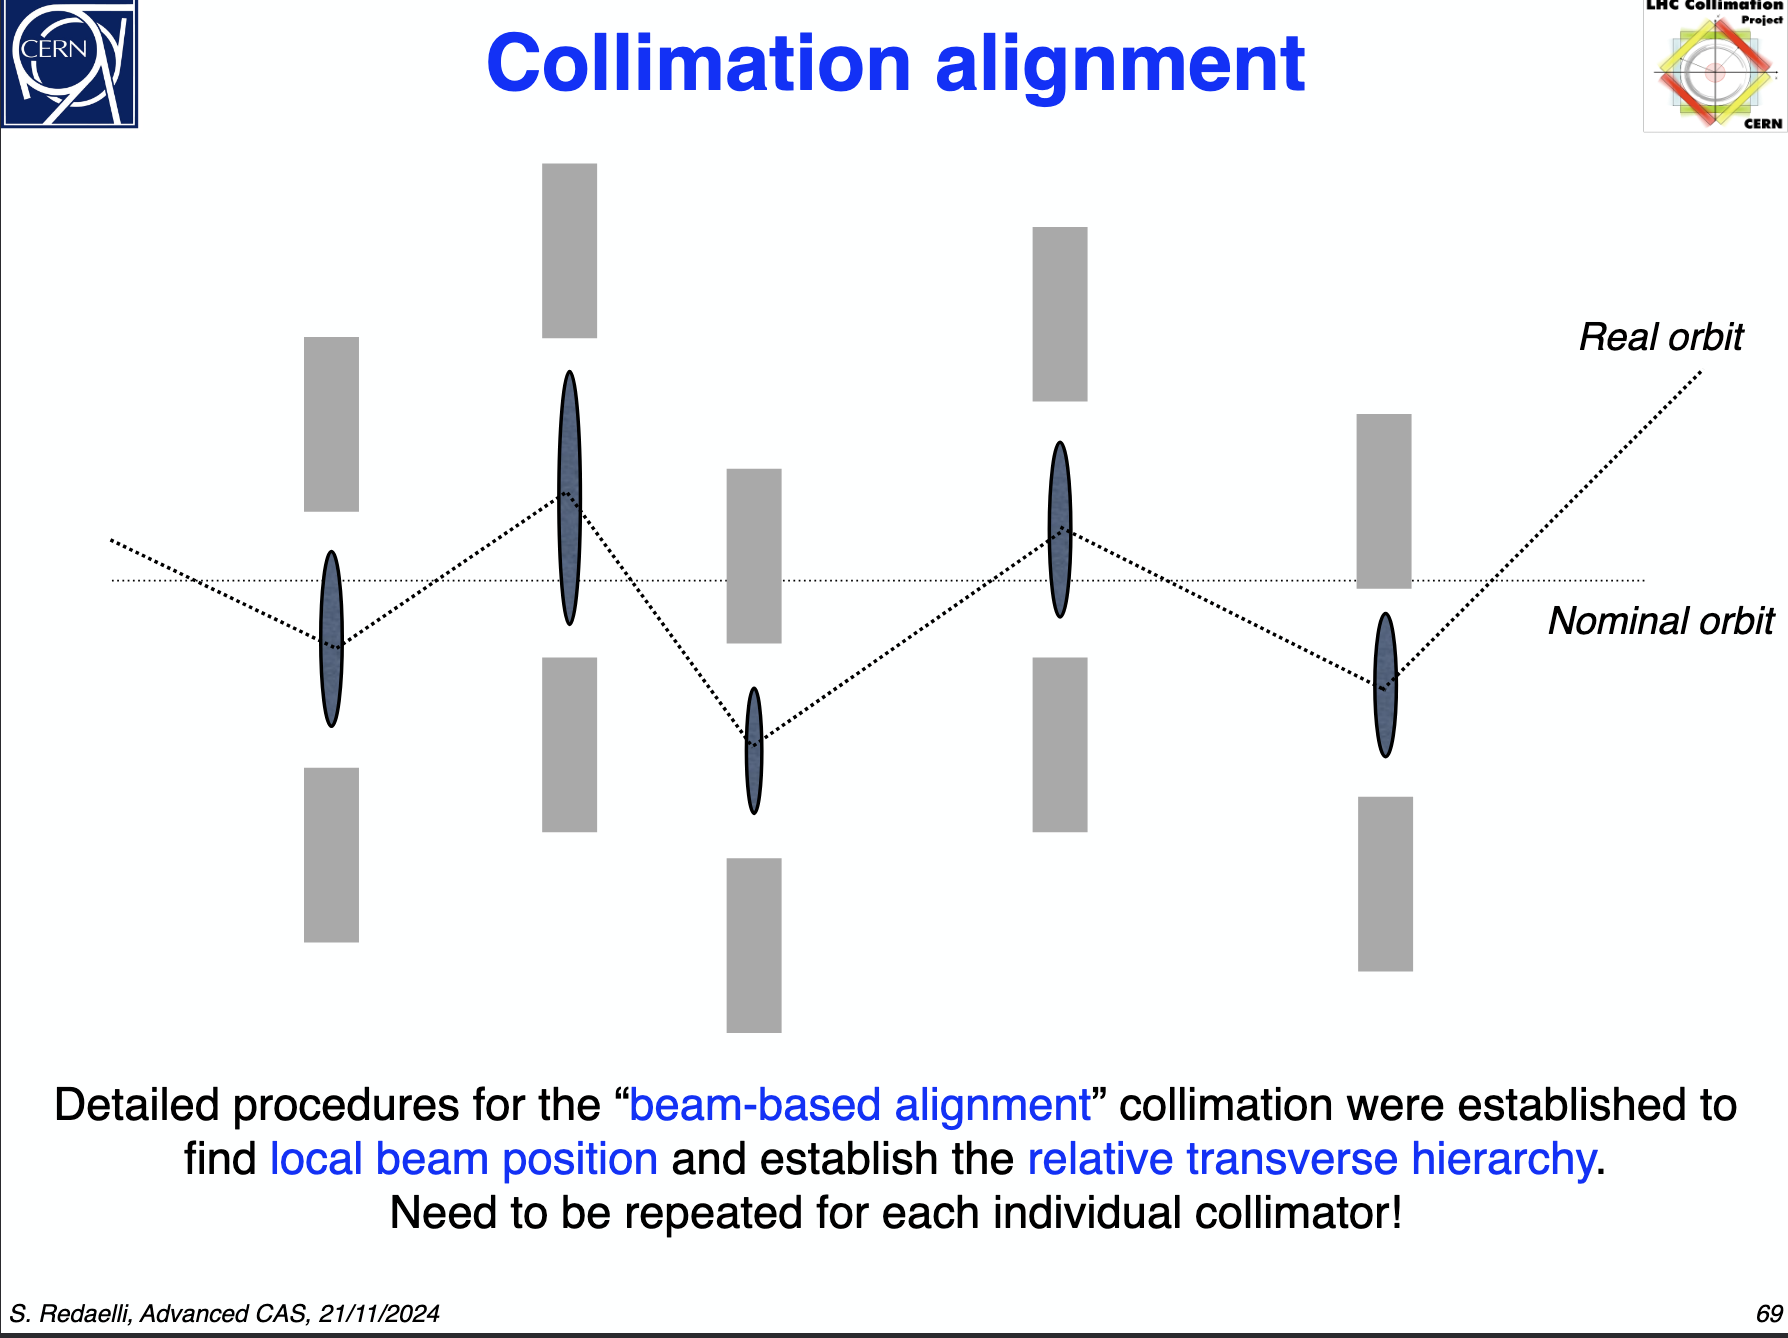 CERN
Collimation alignment
LHC Collimation
Project
CERN
Real orbit
Nominal orbit
Detailed procedures for the “beam-based alignment” collimation were established to
find local beam position and establish the relative transverse hierarchy.
Need to be repeated for each individual collimator!
S. Redaelli, Advanced CAS, 21/11/2024
69